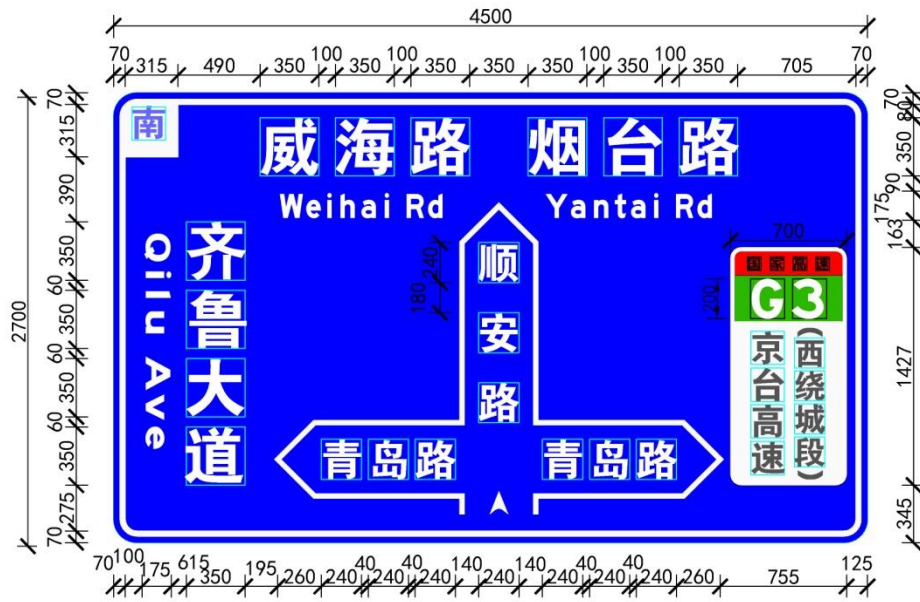 4500
70 315 490 350 100 350 100 350 350 350 100 350 100 350 705 70
2700
70 315 390 350 60 350 60 350 60 350 275 70
南
威海路 烟台路
Weihai Rd Yantai Rd
齐鲁大道
Qilu Ave
240
180
顺安路
青岛路 青岛路
700
200
国家高速
G3
京台高速
(西绕城段)
70 80 350 90 175 163 1427 345
70 100 175 615 350 195 260 240 40 240 40 240 140 240 140 240 40 240 40 240 260 755 125